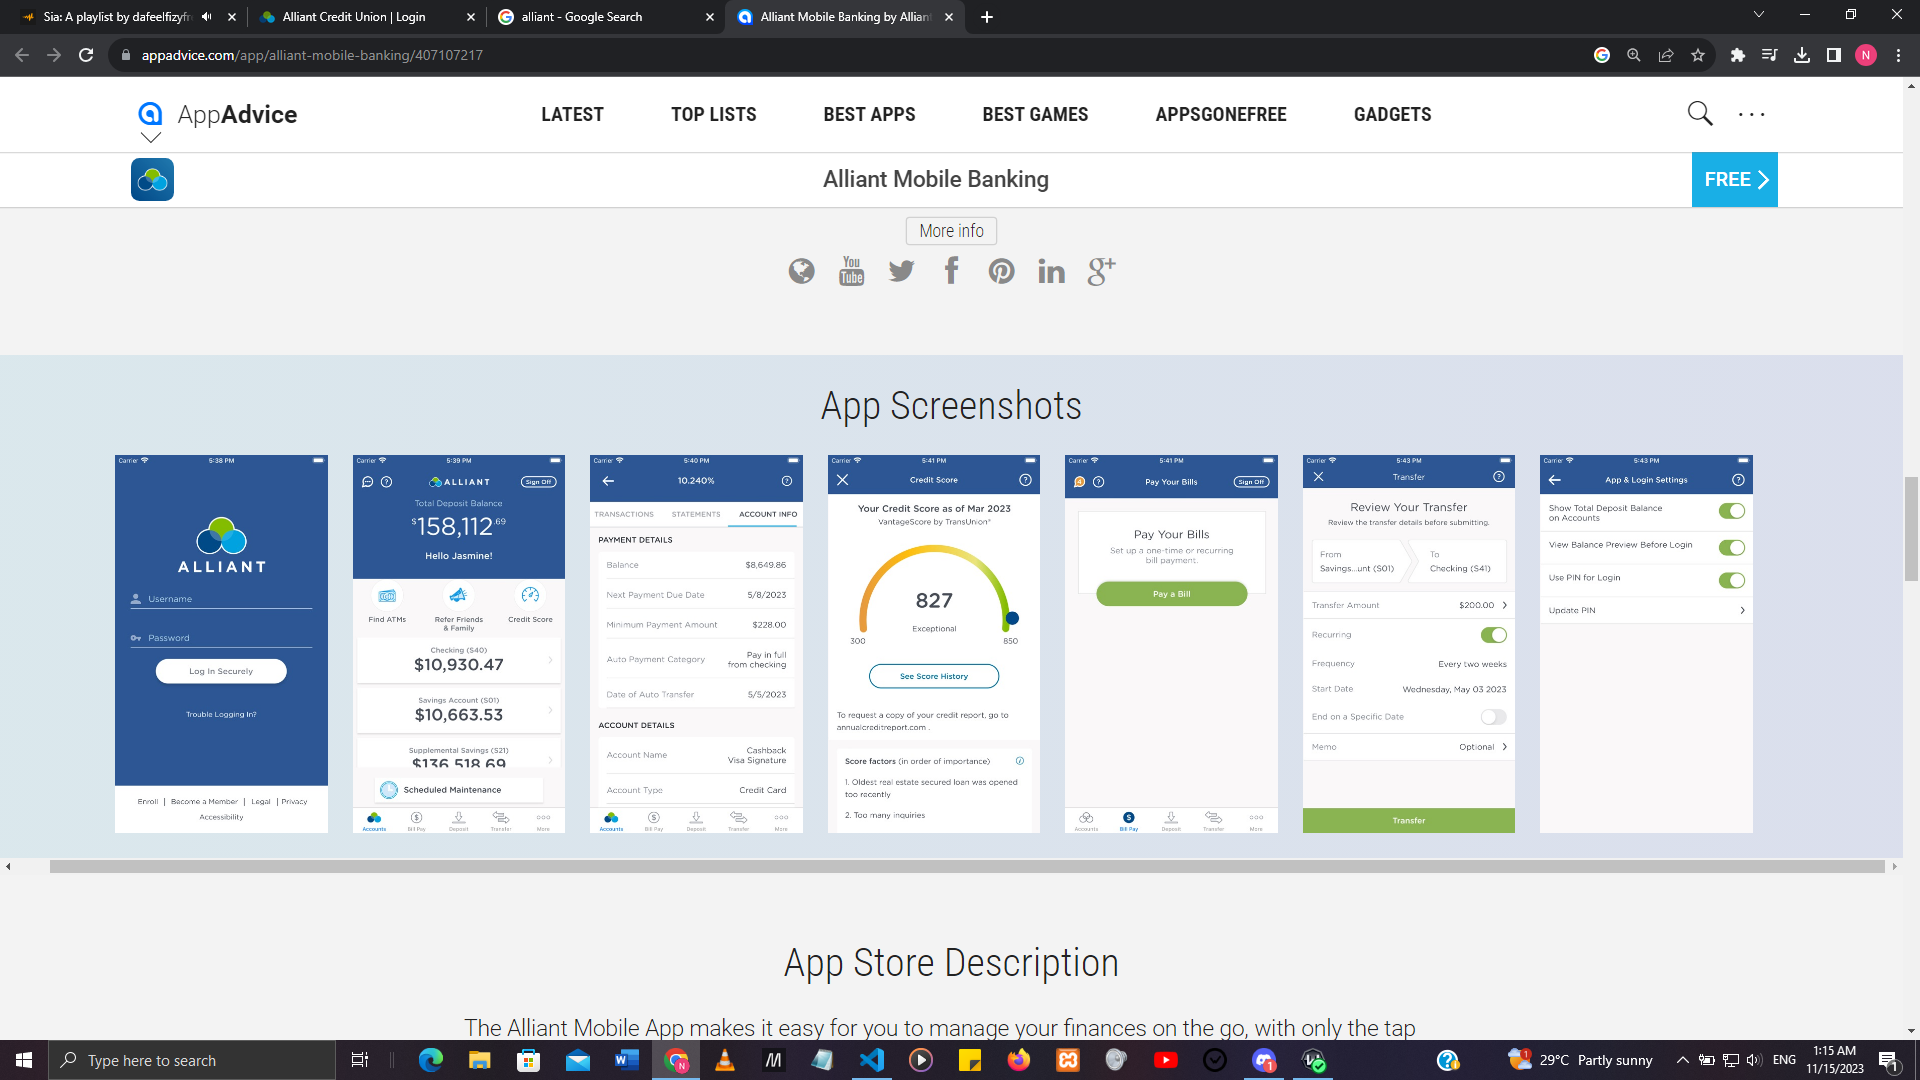 Sia: A playlist by dafeelfizyfr
Alliant Credit Union | Login
alliant - Google Search
Alliant Mobile Banking by Alliant
appadvice.com/app/alliant-mobile-banking/407107217
N
AppAdvice
LATEST
TOP LISTS
BEST APPS
BEST GAMES
APPSGONEFREE
GADGETS
Alliant Mobile Banking
FREE
More info
You Tube
in
g+
App Screenshots
Carrier 5:38 PM
ALLIANT
Username
Password
Log In Securely
Trouble Logging In?
Enroll | Become a Member | Legal | Privacy
Accessibility
Carrier 5:39 PM
ALLIANT
Sign Off
Total Deposit Balance
$158,112.69
Hello Jasmine!
Find ATMs
Refer Friends & Family
Credit Score
Checking (S40)
$10,930.47
Savings Account (S01)
$10,663.53
Supplemental Savings (S21)
$136,518.69
Scheduled Maintenance
Accounts Bill Pay Deposit Transfer More
Carrier 5:40 PM
10.240%
TRANSACTIONS STATEMENTS ACCOUNT INFO
PAYMENT DETAILS
Balance $8,649.86
Next Payment Due Date 5/8/2023
Minimum Payment Amount $228.00
Auto Payment Category Pay in full from checking
Date of Auto Transfer 5/5/2023
ACCOUNT DETAILS
Account Name Cashback Visa Signature
Account Type Credit Card
Accounts Bill Pay Deposit Transfer More
Carrier 5:41 PM
Credit Score
Your Credit Score as of Mar 2023
VantageScore by TransUnion®
827
Exceptional
300 850
See Score History
To request a copy of your credit report, go to
annualcreditreport.com .
Score factors (in order of importance)
1. Oldest real estate secured loan was opened
too recently
2. Too many inquiries
Carrier 5:41 PM
4
Pay Your Bills
Sign Off
Pay Your Bills
Set up a one-time or recurring
bill payment.
Pay a Bill
Accounts Bill Pay Deposit Transfer More
Carrier 5:43 PM
Transfer
Review Your Transfer
Review the transfer details before submitting.
From To
Savings...unt (S01) Checking (S41)
Transfer Amount $200.00
Recurring
Frequency Every two weeks
Start Date Wednesday, May 03 2023
End on a Specific Date
Memo Optional
Transfer
Carrier 5:43 PM
App & Login Settings
Show Total Deposit Balance
on Accounts
View Balance Preview Before Login
Use PIN for Login
Update PIN
App Store Description
The Alliant Mobile App makes it easy for you to manage your finances on the go, with only the tap
Type here to search
29°C Partly sunny
ENG
1:15 AM
11/15/2023
1